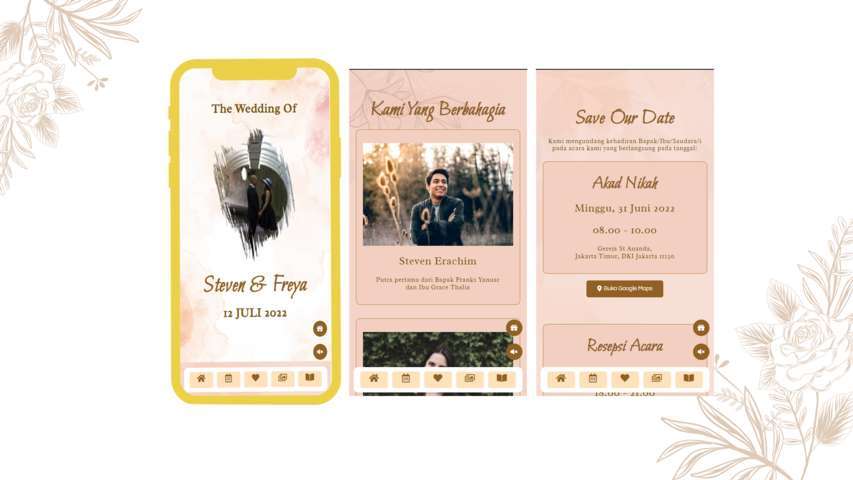 The Wedding Of
Steven & Freya
12 JULI 2022
Kami Yang Berbahagia
Steven Erachim
Putra pertama dari Bapak Franks Yanuar
dan Ibu Grace Thalia
Save Our Date
Kami mengundang kehadiran Bapak/Ibu/Saudara/i
pada acara kami yang berlangsung pada tanggal:
Akad Nikah
Minggu, 31 Juni 2022
08.00 - 10.00
Gereja St Ananda,
Jakarta Timur, DKI Jakarta
Buka Google Maps
Resepsi Acara
15.00 - 21.00